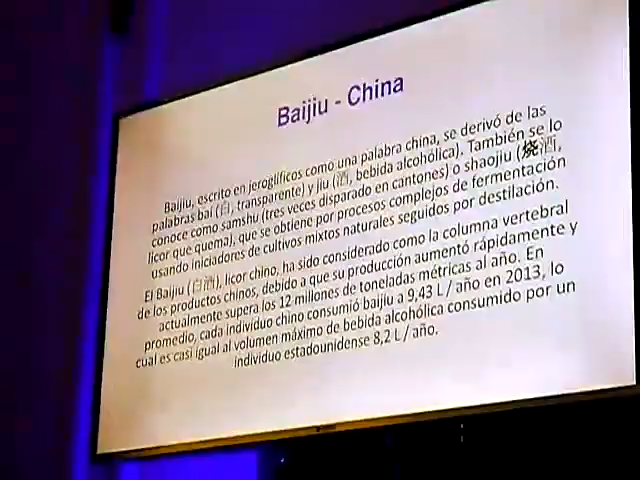 Baijiu - China
Baijiu, escrito en jeroglíficos como una palabra china, se derivó de las
palabras bai (白, transparente) y jiu (酒, bebida alcohólica). También se lo
conoce como samshu (tres veces disparado en cantones) o shaojiu (烧酒,
licor que quema), que se obtiene por procesos complejos de fermentación
usando iniciadores de cultivos mixtos naturales seguidos por destilación.
El Baijiu (白酒), licor chino, ha sido considerado como la columna vertebral
de los productos chinos, debido a que su producción aumentó rápidamente y
actualmente supera los 12 millones de toneladas métricas al año. En
promedio, cada individuo chino consumió baijiu a 9,43 L / año en 2013, lo
cual es casi igual al volumen máximo de bebida alcohólica consumido por un
individuo estadounidense 8,2 L / año.